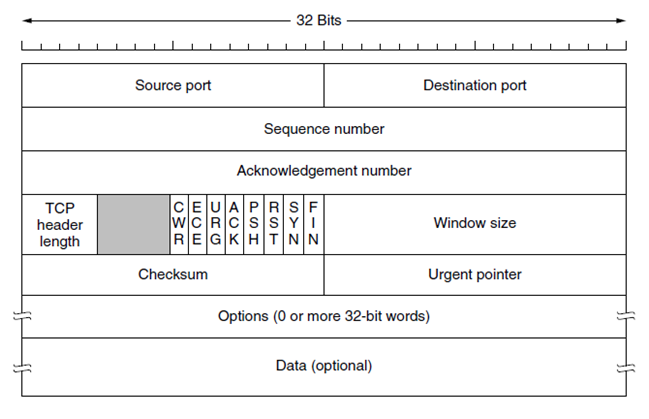 32 Bits
Source port Destination port
Sequence number
Acknowledgement number
TCP header length
CWR ECE URG ACK PSH RST SYN FIN
Window size
Checksum Urgent pointer
Options (0 or more 32-bit words)
Data (optional)